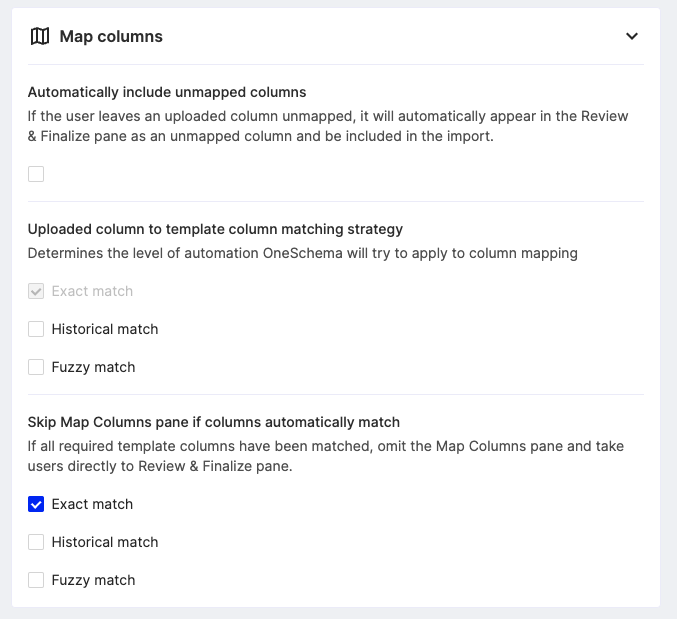 Map columns
Automatically include unmapped columns
If the user leaves an uploaded column unmapped, it will automatically appear in the Review
& Finalize pane as an unmapped column and be included in the import.
Uploaded column to template column matching strategy
Determines the level of automation OneSchema will try to apply to column mapping
Exact match
Historical match
Fuzzy match
Skip Map Columns pane if columns automatically match
If all required template columns have been matched, omit the Map Columns pane and take
users directly to Review & Finalize pane.
Exact match
Historical match
Fuzzy match